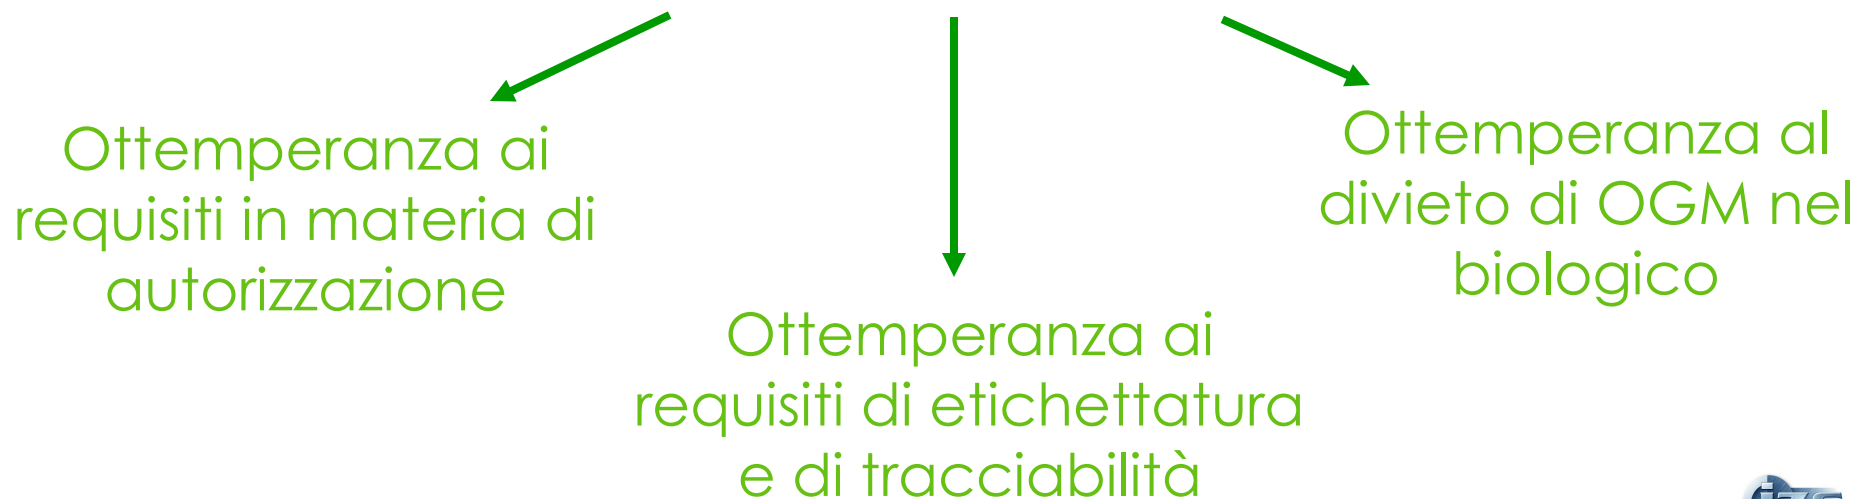 Ottemperanza ai
requisiti in materia di
autorizzazione
Ottemperanza ai
requisiti di etichettatura
e di tracciabilità
Ottemperanza al
divieto di OGM nel
biologico